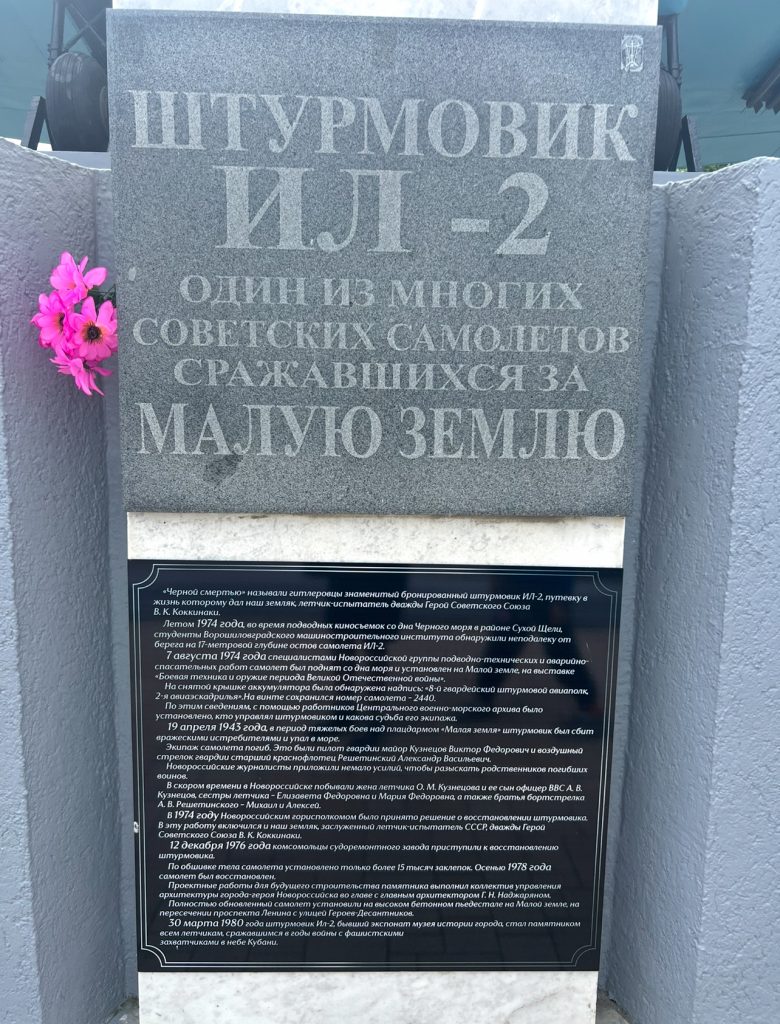 ШТУРМОВИК
ИЛ -2
ОДИН ИЗ МНОГИХ
СОВЕТСКИХ САМОЛЕТОВ
СРАЖАВШИХСЯ ЗА
МАЛУЮ ЗЕМЛЮ
«Черной смертью» называли гитлеровцы знаменитый бронированный штурмовик ИЛ-2, путевку в
жизнь которому дал наш земляк, летчик-испытатель дважды Герой Советского Союза
В. К. Коккинаки.
Летом 1974 года, во время подводных киносъемок со дна Черного моря в районе Сухой Щели,
студенты Ворошиловградского машиностроительного института обнаружили неподалеку от
берега на 17-метровой глубине остов самолета ИЛ-2.
7 августа 1974 года специалистами Новороссийской группы подводно-технических и аварийно-
спасательных работ самолет был поднят со дна моря и установлен на Малой земле, на выставке
«Боевая техника и оружие периода Великой Отечественной войны».
На снятой крышке аккумулятора была обнаружена надпись: «8-й гвардейский штурмовой авиаполк,
2-я авиаэскадрилья».На винте сохранился номер самолета – 2440.
По этим сведениям, с помощью работников Центрального военно-морского архива было
установлено, кто управлял штурмовиком и какова судьба его экипажа.
19 апреля 1943 года, в период тяжелых боев над плацдармом «Малая земля» штурмовик был сбит
вражескими истребителями и упал в море.
Экипаж самолета погиб. Это были пилот гвардии майор Кузнецов Виктор Федорович и воздушный
стрелок гвардии старший краснофлотец Решетинский Александр Васильевич.
Новороссийские журналисты приложили немало усилий, чтобы разыскать родственников погибших
воинов.
В скором времени в Новороссийске побывали жена летчика О. М. Кузнецова и ее сын офицер ВВС А. В.
Кузнецов, сестры летчика – Елизавета Федоровна и Мария Федоровна, а также братья бортстрелка
А. В. Решетинского – Михаил и Алексей.
В 1974 году Новороссийским горисполкомом было принято решение о восстановлении штурмовика.
В эту работу включился и наш земляк, заслуженный летчик-испытатель СССР, дважды Герой
Советского Союза В. К. Коккинаки.
12 декабря 1976 года комсомольцы судоремонтного завода приступили к восстановлению
штурмовика.
По обшивке тела самолета установлено только более 15 тысяч заклепок. Осенью 1978 года
самолет был восстановлен.
Проектные работы для будущего строительства памятника выполнил коллектив управления
архитектуры города-героя Новороссийска во главе с главным архитектором Г. Н. Наджаряном.
Полностью обновленный самолет установили на высоком бетонном пьедестале на Малой земле, на
пересечении проспекта Ленина с улицей Героев-Десантников.
30 марта 1980 года штурмовик Ил-2, бывший экспонат музея истории города, стал памятником
всем летчикам, сражавшимся в годы войны с фашистскими
захватчиками в небе Кубани.